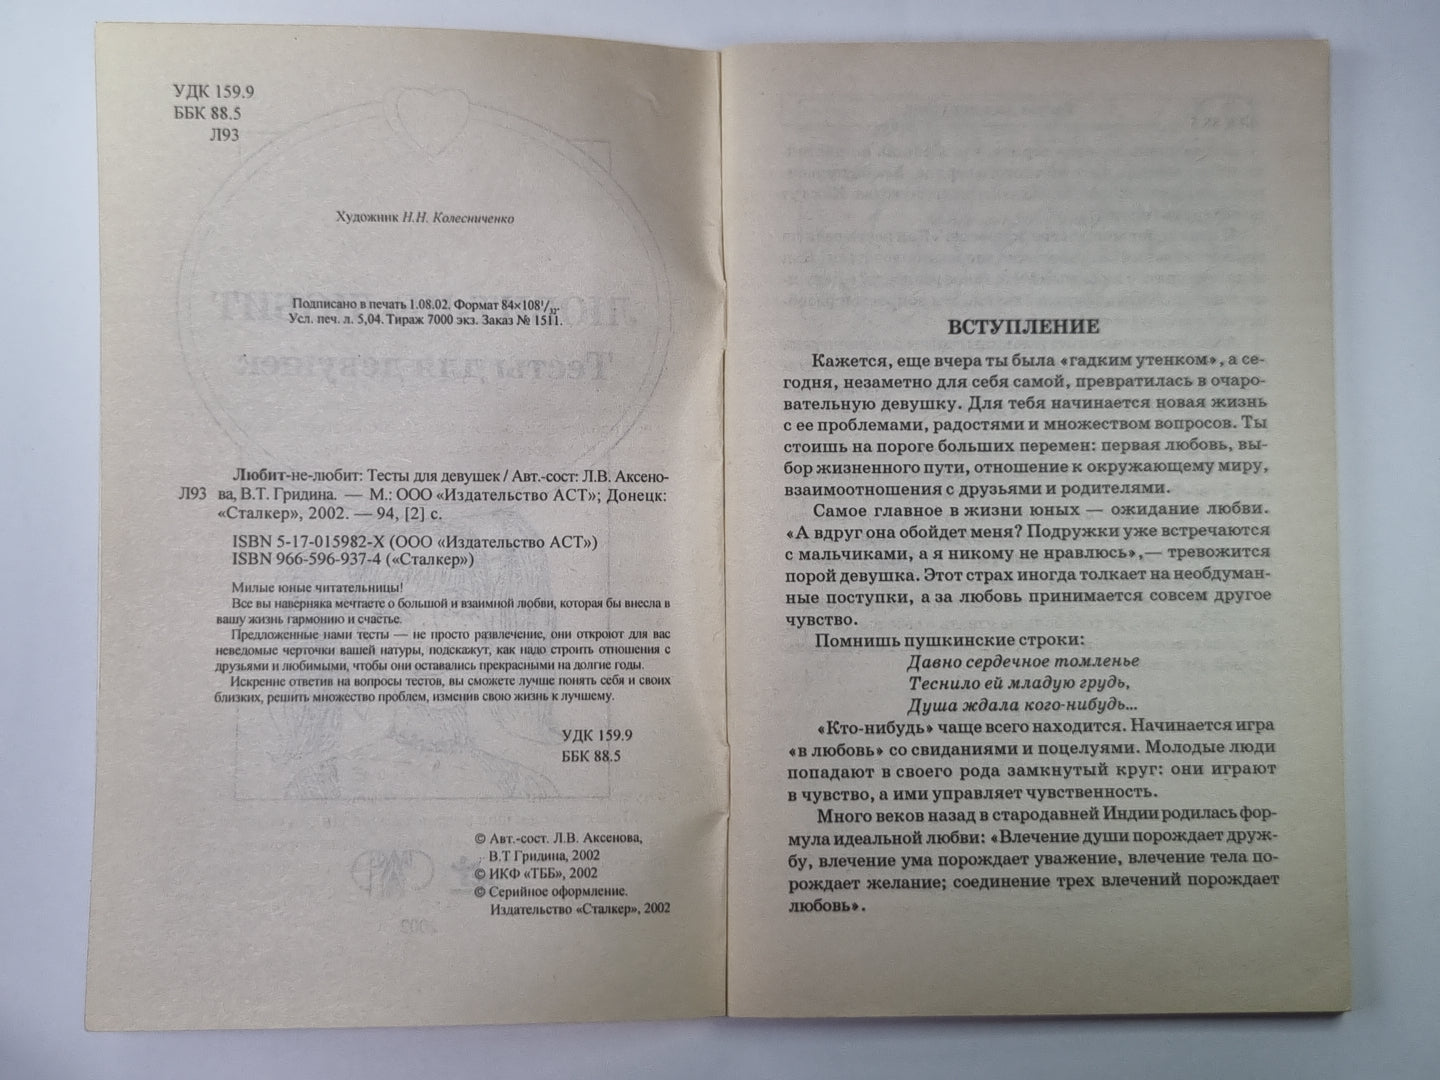 УДК 159.9
ББК 88.5
Л93
Художник Н.Н. Колесниченко
Подписано в печать 1.08.02. Формат 84×108¹/₃₂.
Усл. печ. л. 5,04. Тираж 7000 экз. Заказ № 1511.
Любит-не-любит: Тесты для девушек / Авт.-сост: Л.В. Аксено-
Л93 ва, В.Т. Гридина. — М.: ООО «Издательство АСТ»; Донецк:
«Сталкер», 2002. — 94, [2] с.
ISBN 5-17-015982-X (ООО «Издательство АСТ»)
ISBN 966-596-937-4 («Сталкер»)
Милые юные читательницы!
Все вы наверняка мечтаете о большой и взаимной любви, которая бы внесла в
вашу жизнь гармонию и счастье.
Предложенные нами тесты — не просто развлечение, они откроют для вас
неведомые черточки вашей натуры, подскажут, как надо строить отношения с
друзьями и любимыми, чтобы они оставались прекрасными на долгие годы.
Искренне ответив на вопросы тестов, вы сможете лучше понять себя и своих
близких, решить множество проблем, изменив свою жизнь к лучшему.
УДК 159.9
ББК 88.5
© Авт.-сост. Л.В. Аксенова,
В.Т Гридина, 2002
© ИКФ «ТББ», 2002
© Серийное оформление.
Издательство «Сталкер», 2002
ВСТУПЛЕНИЕ
Кажется, еще вчера ты была «гадким утенком», а се-
годня, незаметно для себя самой, превратилась в очаро-
вательную девушку. Для тебя начинается новая жизнь
с ее проблемами, радостями и множеством вопросов. Ты
стоишь на пороге больших перемен: первая любовь, вы-
бор жизненного пути, отношение к окружающему миру,
взаимоотношения с друзьями и родителями.
Самое главное в жизни юных — ожидание любви.
«А вдруг она обойдет меня? Подружки уже встречаются
с мальчиками, а я никому не нравлюсь»,— тревожится
порой девушка. Этот страх иногда толкает на необдуман-
ные поступки, а за любовь принимается совсем другое
чувство.
Помнишь пушкинские строки:
Давно сердечное томленье
Теснило ей младую грудь,
Душа ждала кого-нибудь...
«Кто-нибудь» чаще всего находится. Начинается игра
«в любовь» со свиданиями и поцелуями. Молодые люди
попадают в своего рода замкнутый круг: они играют
в чувство, а ими управляет чувственность.
Много веков назад в стародавней Индии родилась фор-
мула идеальной любви: «Влечение души порождает друж-
бу, влечение ума порождает уважение, влечение тела по-
рождает желание; соединение трех влечений порождает
любовь».